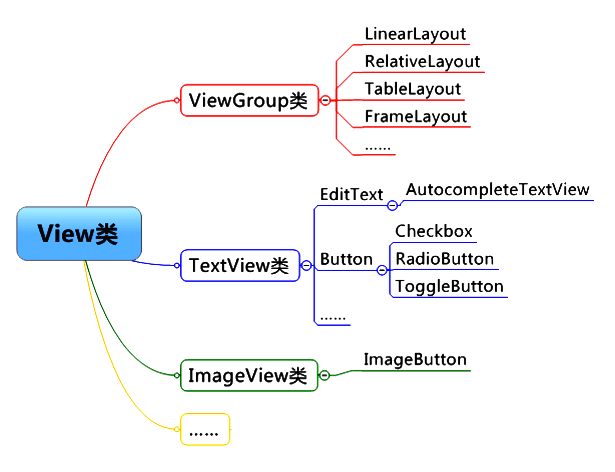 View类
ViewGroup类
LinearLayout
RelativeLayout
TableLayout
FrameLayout
......
TextView类
EditText
AutocompleteTextView
Button
Checkbox
RadioButton
ToggleButton
......
ImageView类
ImageButton
......